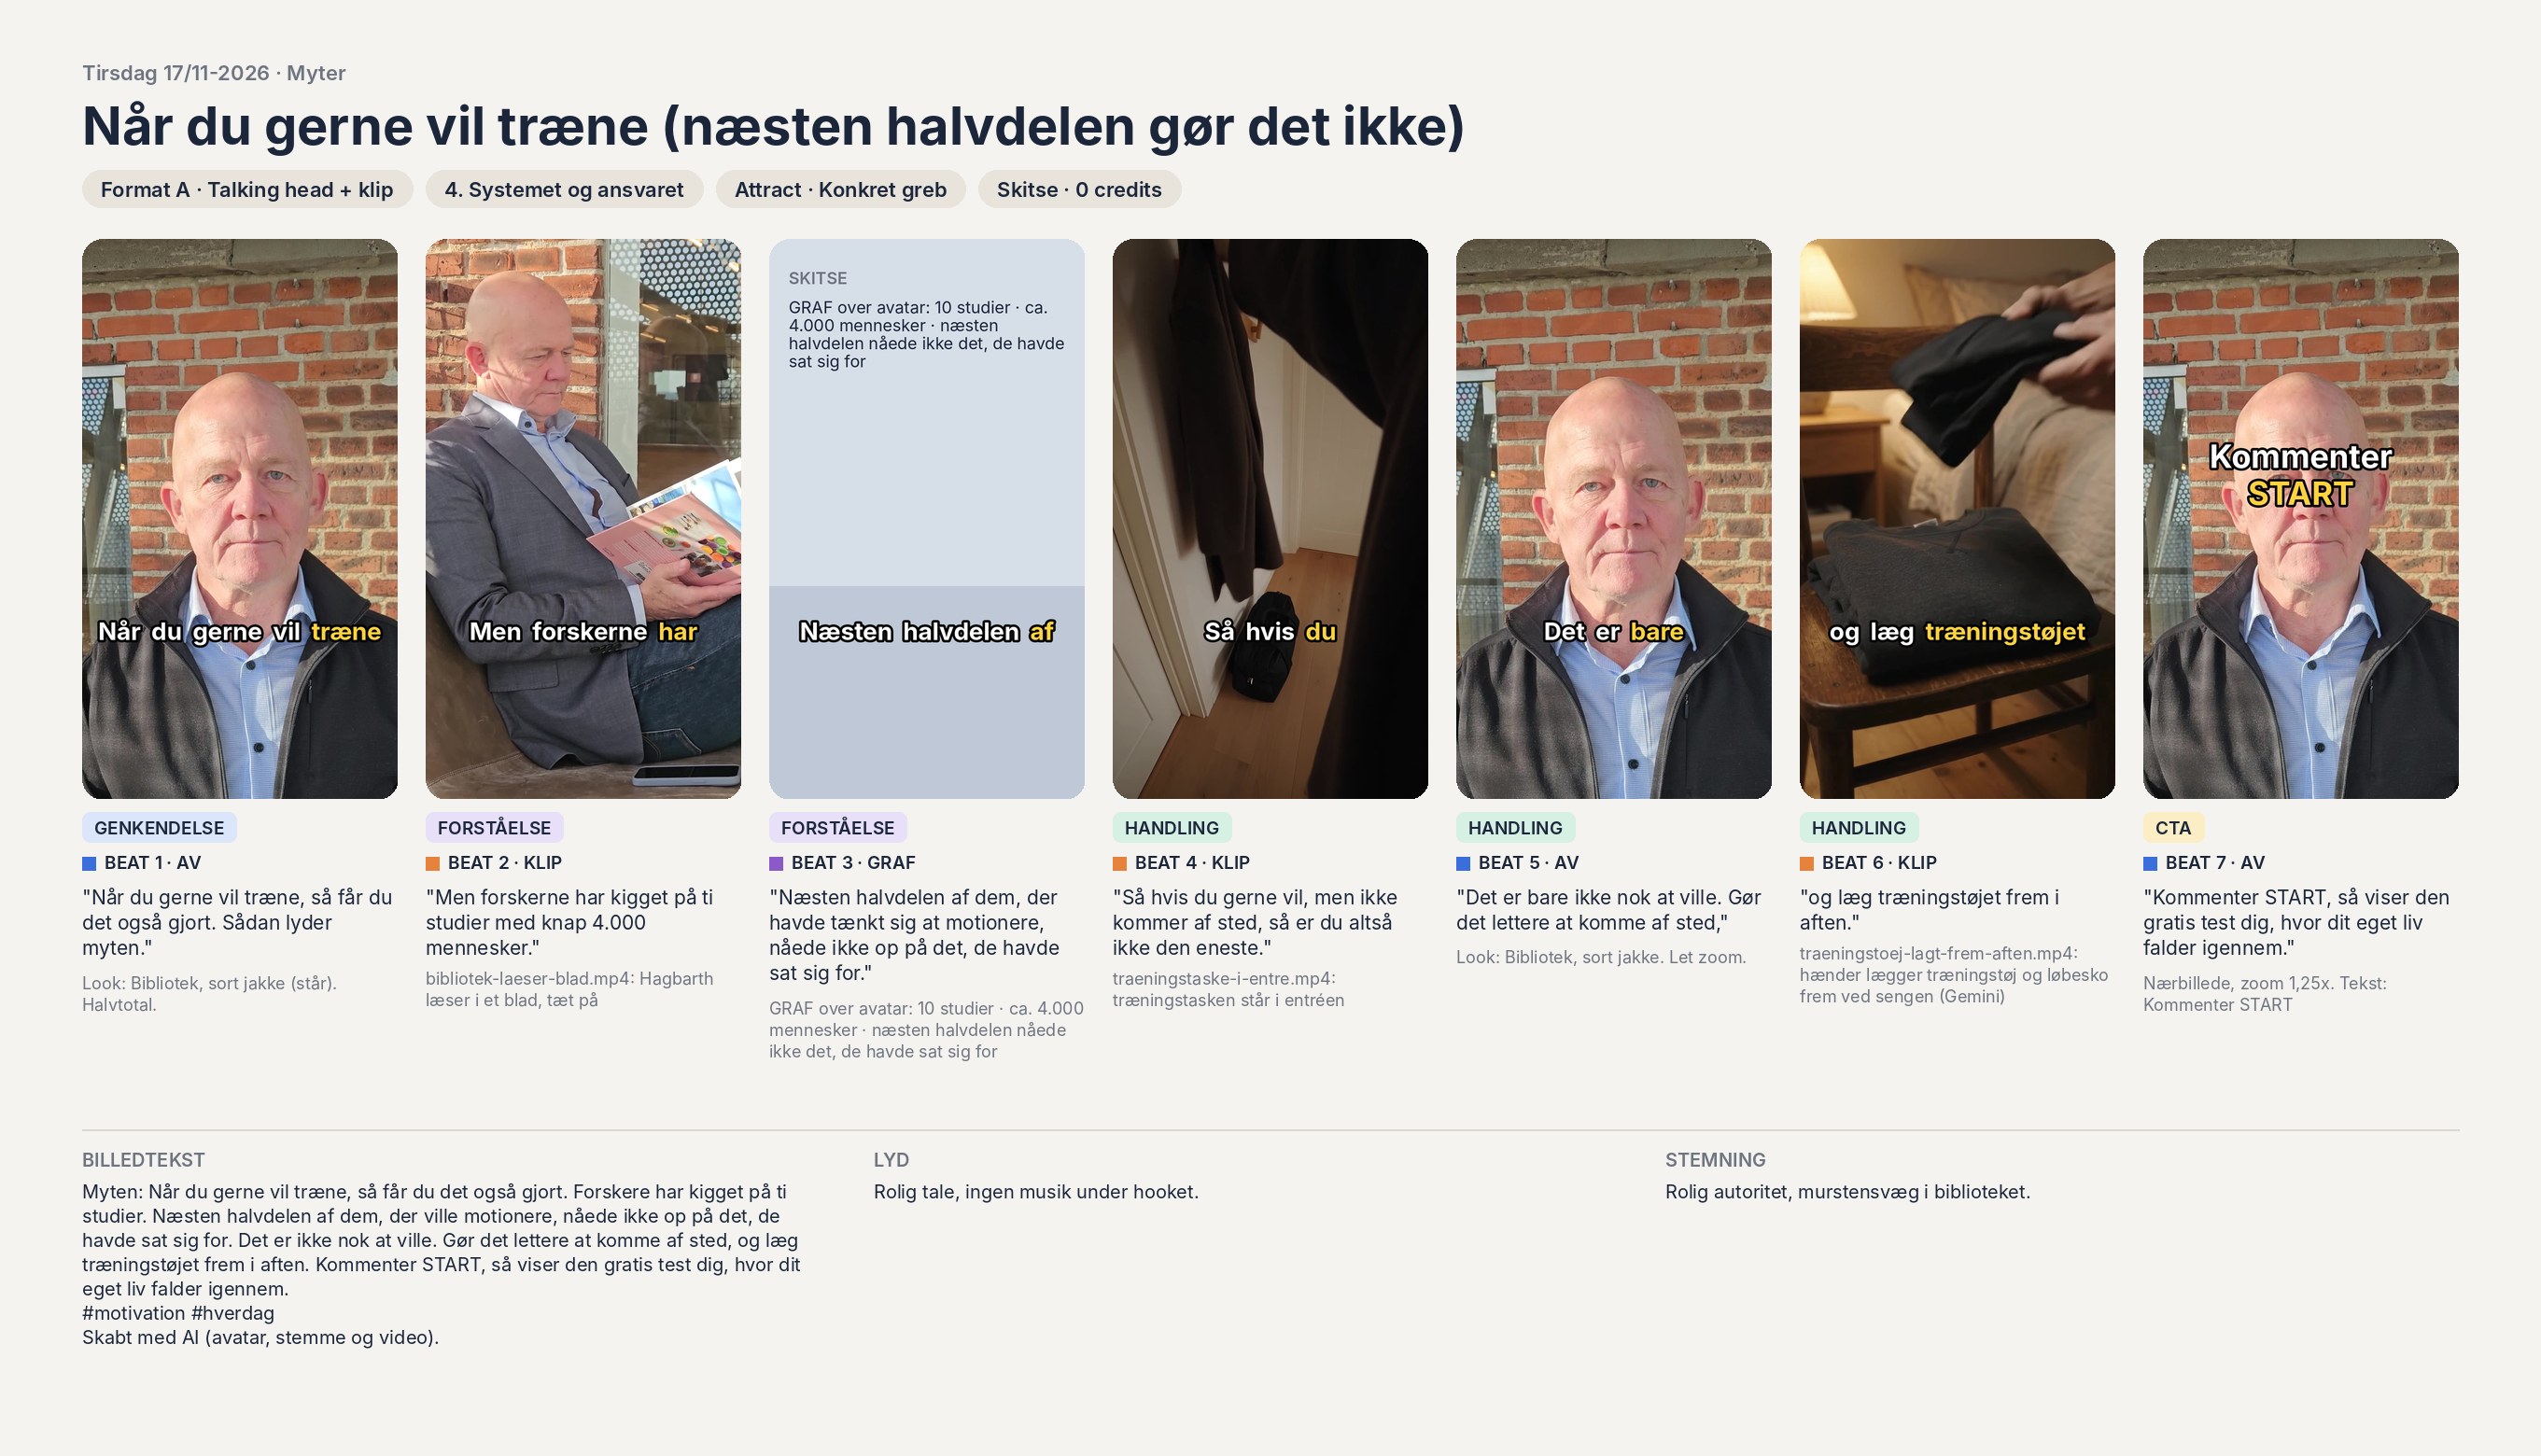 Tirsdag 17/11-2026 · Myter
Når du gerne vil træne (næsten halvdelen gør det ikke)
Format A · Talking head + klip
4. Systemet og ansvaret
Attract · Konkret greb
Skitse · 0 credits
Når du gerne vil træne
Men forskerne har
SKITSE
GRAF over avatar: 10 studier · ca.
4.000 mennesker · næsten
halvdelen nåede ikke det, de havde
sat sig for
Næsten halvdelen af
Så hvis du
Det er bare
og læg træningstøjet
Kommenter
START
GENKENDELSE
BEAT 1 · AV
"Når du gerne vil træne, så får du
det også gjort. Sådan lyder
myten."
Look: Bibliotek, sort jakke (står).
Halvtotal.
FORSTÅELSE
BEAT 2 · KLIP
"Men forskerne har kigget på ti
studier med knap 4.000
mennesker."
bibliotek-laeser-blad.mp4: Hagbarth
læser i et blad, tæt på
FORSTÅELSE
BEAT 3 · GRAF
"Næsten halvdelen af dem, der
havde tænkt sig at motionere,
nåede ikke op på det, de havde
sat sig for."
GRAF over avatar: 10 studier · ca. 4.000
mennesker · næsten halvdelen nåede
ikke det, de havde sat sig for
HANDLING
BEAT 4 · KLIP
"Så hvis du gerne vil, men ikke
kommer af sted, så er du altså
ikke den eneste."
traeningstaske-i-entre.mp4:
træningstasken står i entréen
HANDLING
BEAT 5 · AV
"Det er bare ikke nok at ville. Gør
det lettere at komme af sted,"
Look: Bibliotek, sort jakke. Let zoom.
HANDLING
BEAT 6 · KLIP
"og læg træningstøjet frem i
aften."
traeningstoej-lagt-frem-aften.mp4:
hænder lægger træningstøj og løbesko
frem ved sengen (Gemini)
CTA
BEAT 7 · AV
"Kommenter START, så viser den
gratis test dig, hvor dit eget liv
falder igennem."
Nærbillede, zoom 1,25x. Tekst:
Kommenter START
BILLEDTEKST
Myten: Når du gerne vil træne, så får du det også gjort. Forskere har kigget på ti
studier. Næsten halvdelen af dem, der ville motionere, nåede ikke op på det, de
havde sat sig for. Det er ikke nok at ville. Gør det lettere at komme af sted, og læg
træningstøjet frem i aften. Kommenter START, så viser den gratis test dig, hvor dit
eget liv falder igennem.
#motivation #hverdag
Skabt med AI (avatar, stemme og video).
LYD
Rolig tale, ingen musik under hooket.
STEMNING
Rolig autoritet, murstensvæg i biblioteket.